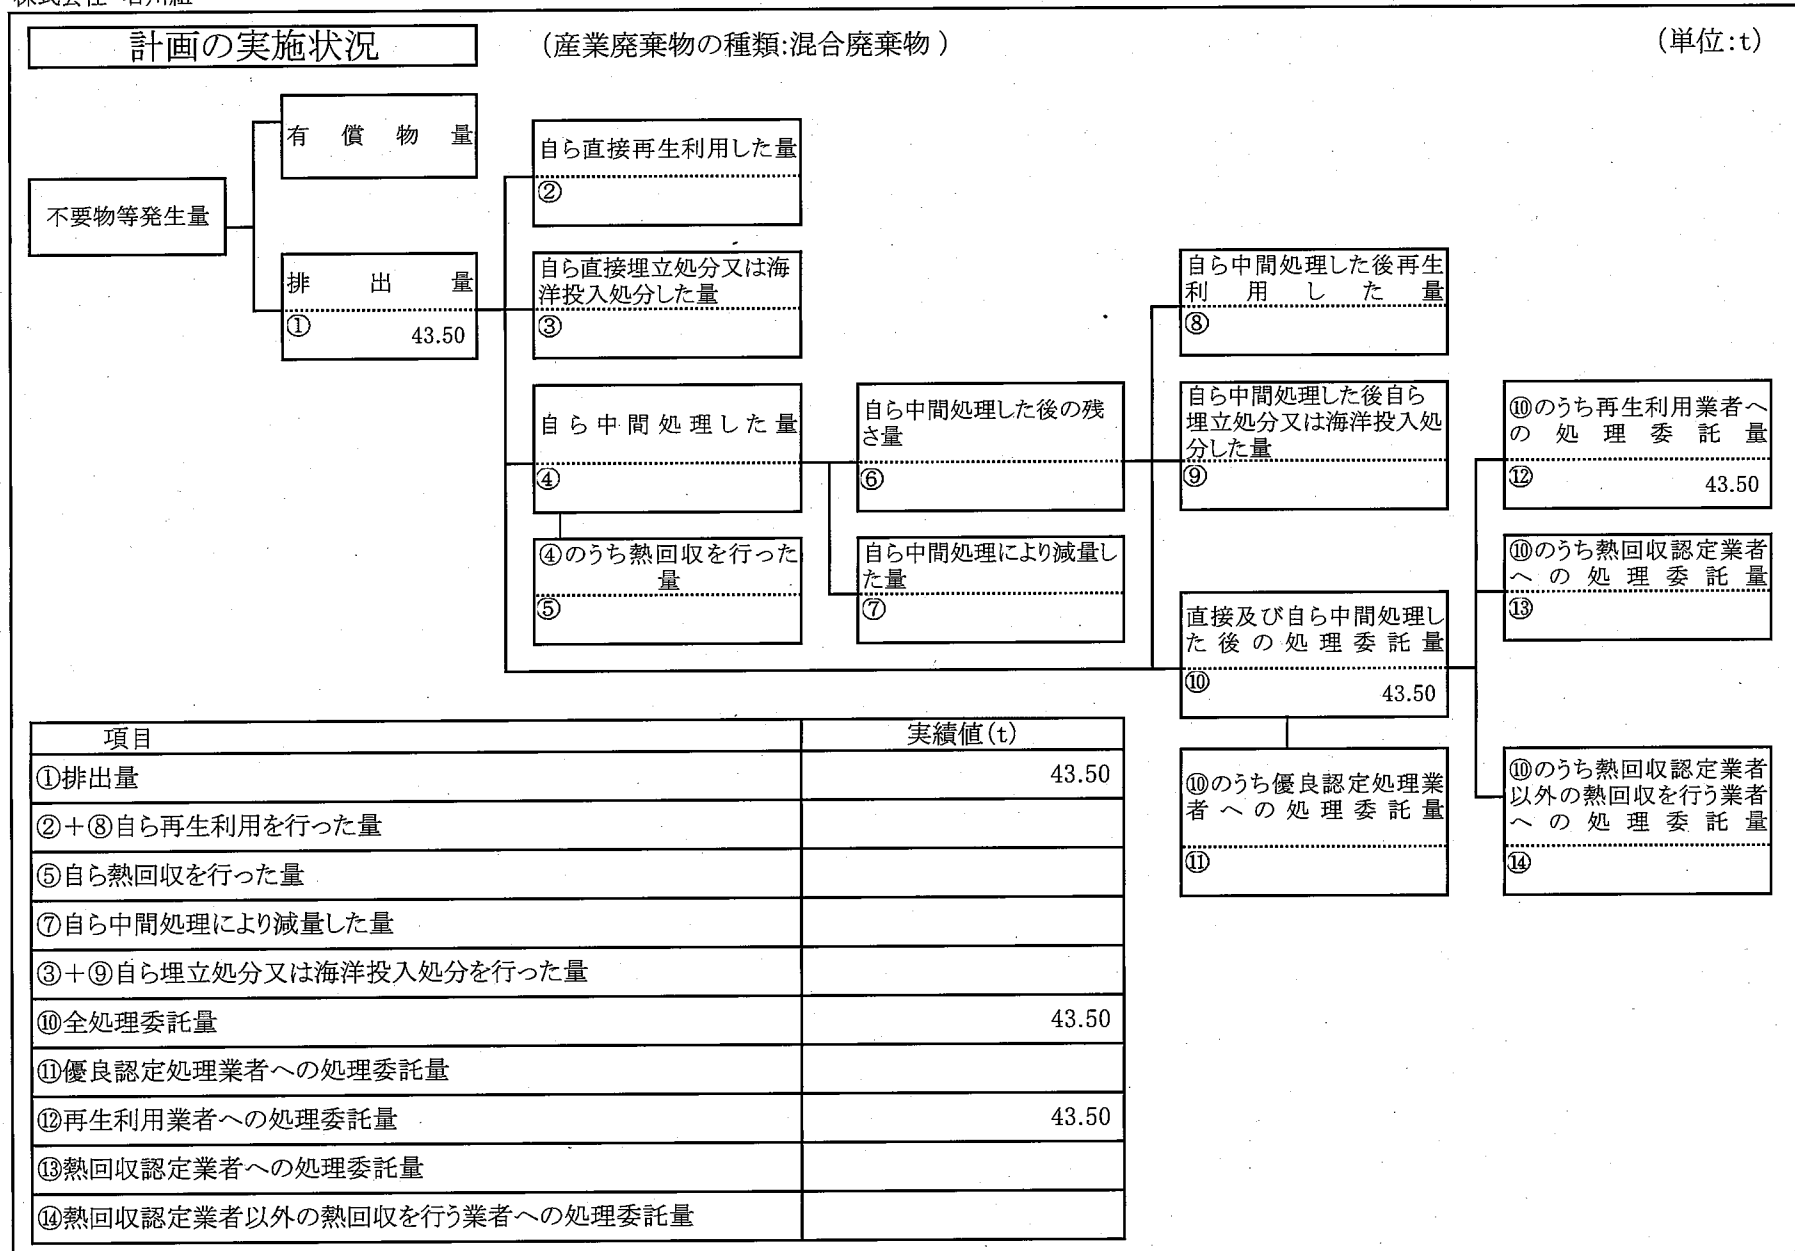 計画の実施状況
(産業廃棄物の種類:混合廃棄物)
(単位:t)
有償物量
不要物等発生量
排出量
① 43.50
自ら直接再生利用した量
②
自ら直接埋立処分又は海
洋投入処分した量
③
自ら中間処理した量
④
④のうち熱回収を行った
量
⑤
自ら中間処理した後の残
さ量
⑥
自ら中間処理により減量し
た量
⑦
自ら中間処理した後再生
利用した量
⑧
自ら中間処理した後自ら
埋立処分又は海洋投入処
分した量
⑨
直接及び自ら中間処理し
た後の処理委託量
⑩ 43.50
⑩のうち優良認定処理業
者への処理委託量
⑪
⑩のうち再生利用業者へ
の処理委託量
⑫ 43.50
⑩のうち熱回収認定業者
への処理委託量
⑬
⑩のうち熱回収認定業者
以外の熱回収を行う業者
への処理委託量
⑭
項目 実績値(t)
①排出量 43.50
②+⑧自ら再生利用を行った量
⑤自ら熱回収を行った量
⑦自ら中間処理により減量した量
③+⑨自ら埋立処分又は海洋投入処分を行った量
⑩全処理委託量 43.50
⑪優良認定処理業者への処理委託量
⑫再生利用業者への処理委託量 43.50
⑬熱回収認定業者への処理委託量
⑭熱回収認定業者以外の熱回収を行う業者への処理委託量